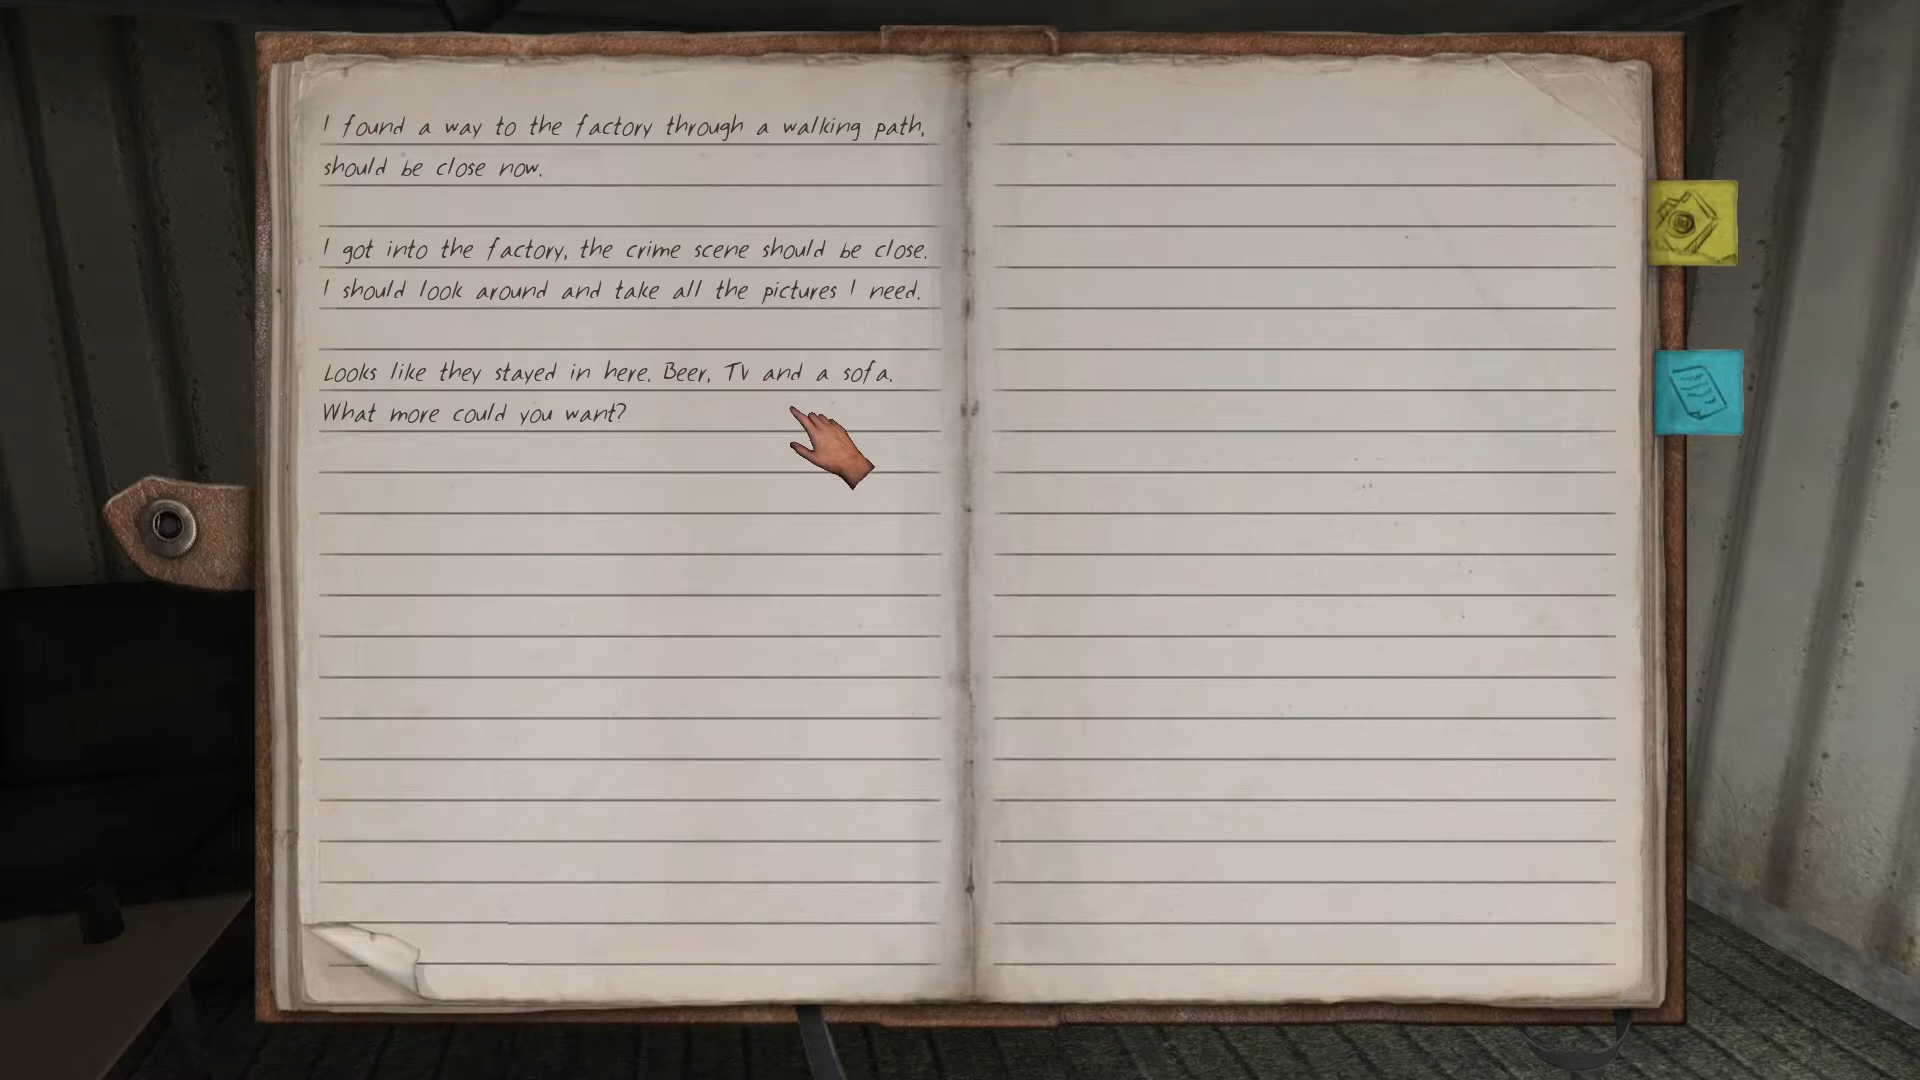 I found a way to the factory through a walking path,
should be close now.
I got into the factory, the crime scene should be close.
I should look around and take all the pictures I need.
Looks like they stayed in here. Beer, TV and a sofa.
What more could you want?